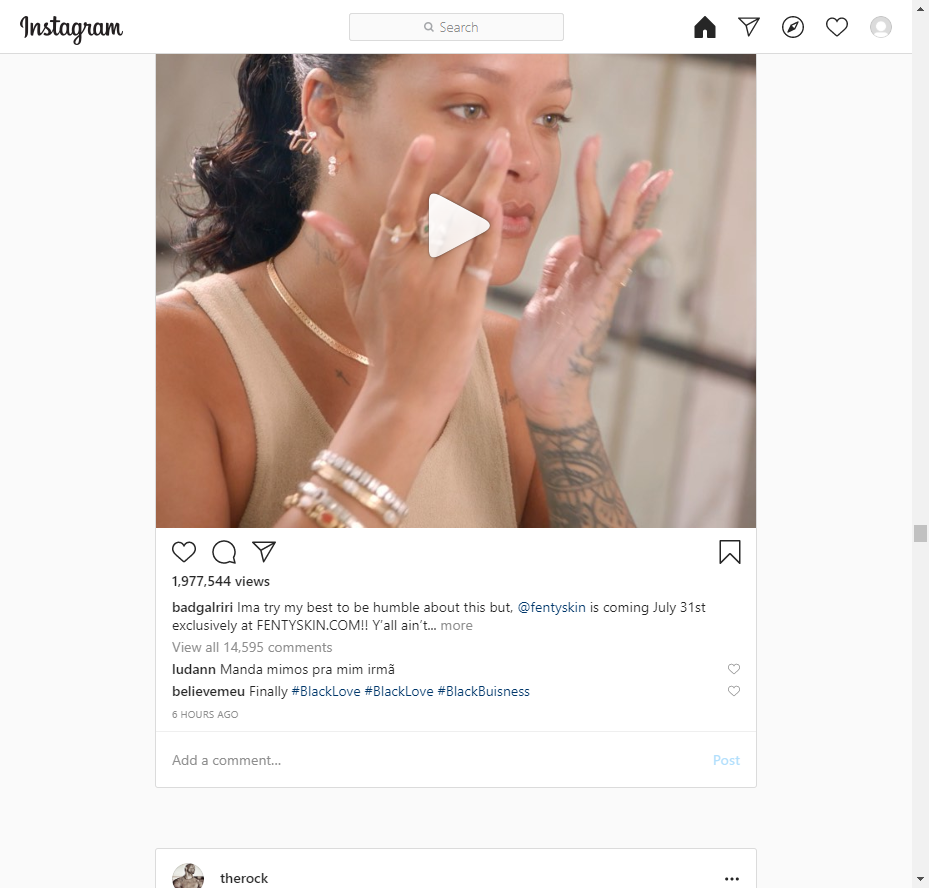 Instagram
Search
1,977,544 views
badgalriri Ima try my best to be humble about this but, @fentyskin is coming July 31st
exclusively at FENTYSKIN.COM!! Y'all ain't... more
View all 14,595 comments
ludann Manda mimos pra mim irmã
believemeu Finally #BlackLove #BlackLove #BlackBuisness
6 HOURS AGO
Add a comment... Post
therock